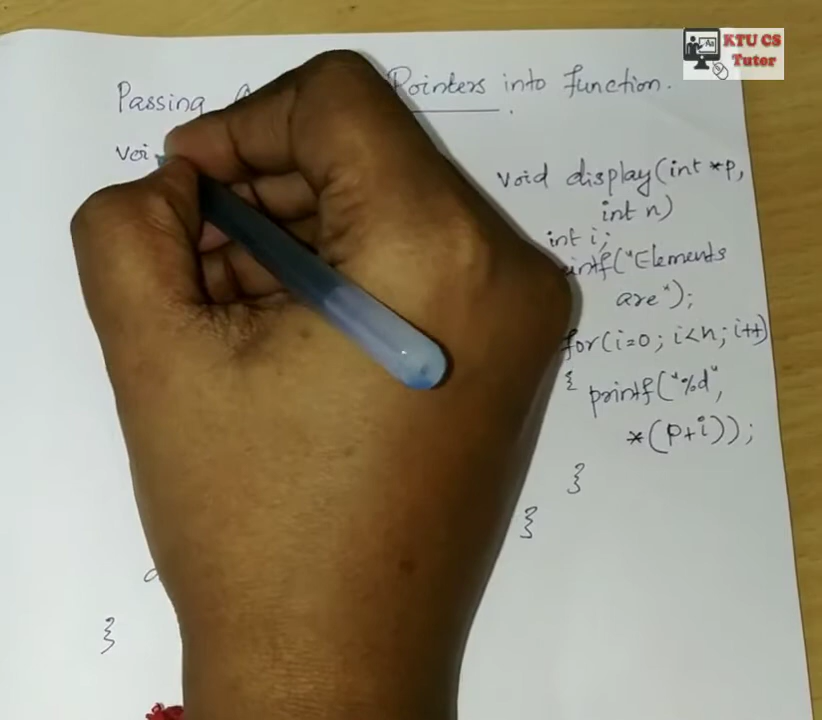 KTU CS
Tutor
Passing Pointers into function.
void display(int *p,
int n)
int i;
intf("Elements
are");
for(i=0; i<n; i++)
{ printf("%d",
*(p+i));
}
}
}